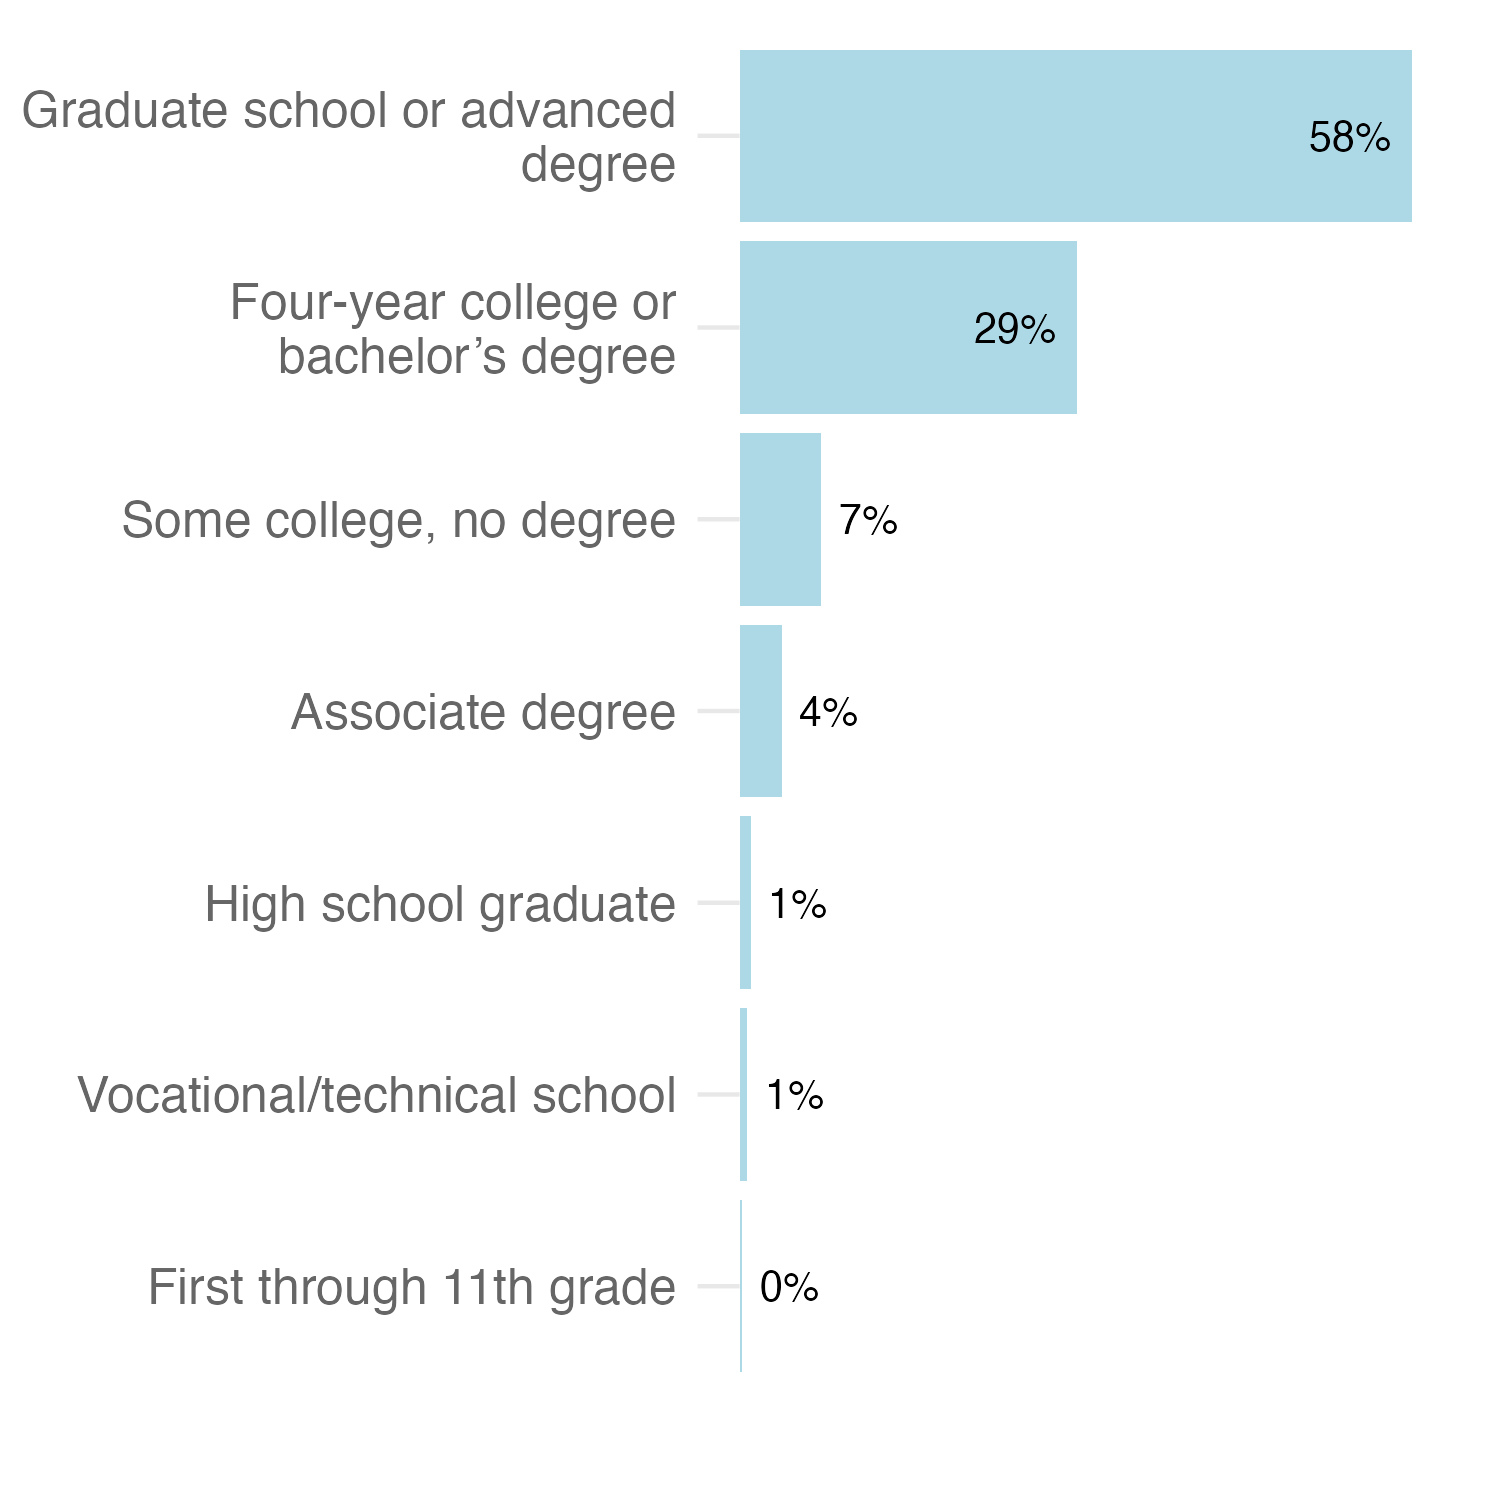 Graduate school or advanced
degree
58%
Four-year college or
bachelor’s degree
29%
Some college, no degree
7%
Associate degree
4%
High school graduate
1%
Vocational/technical school
1%
First through 11th grade
0%